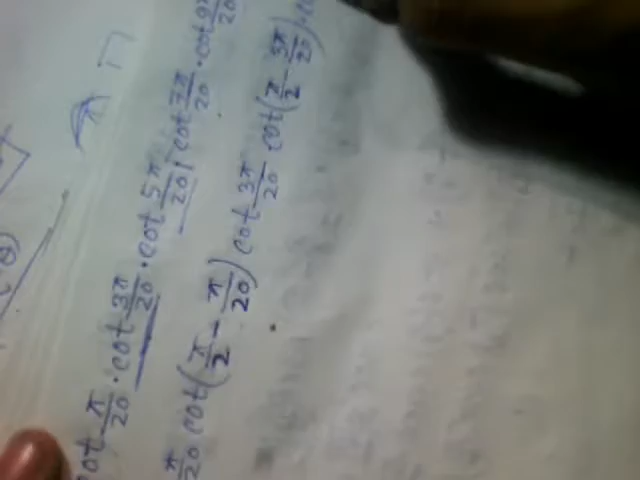 cot π/20 · cot 3π/20 · cot 5π/20 · cot 7π/20 · cot 9π/20
π/20 cot(π/2 - π/20) cot 3π/20 cot(π/2 - 3π/20)